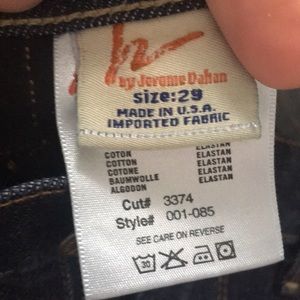 by Jerome Dahan
size:29
MADE IN U.S.A.
IMPORTED FABRIC
COTON ELASTAN
COTTON ELASTAN
COTONE ELASTAN
BAUMWOLLE ELASTAN
ALGODON ELASTAN
Cut# 3374
Style# 001-085
SEE CARE ON REVERSE
30